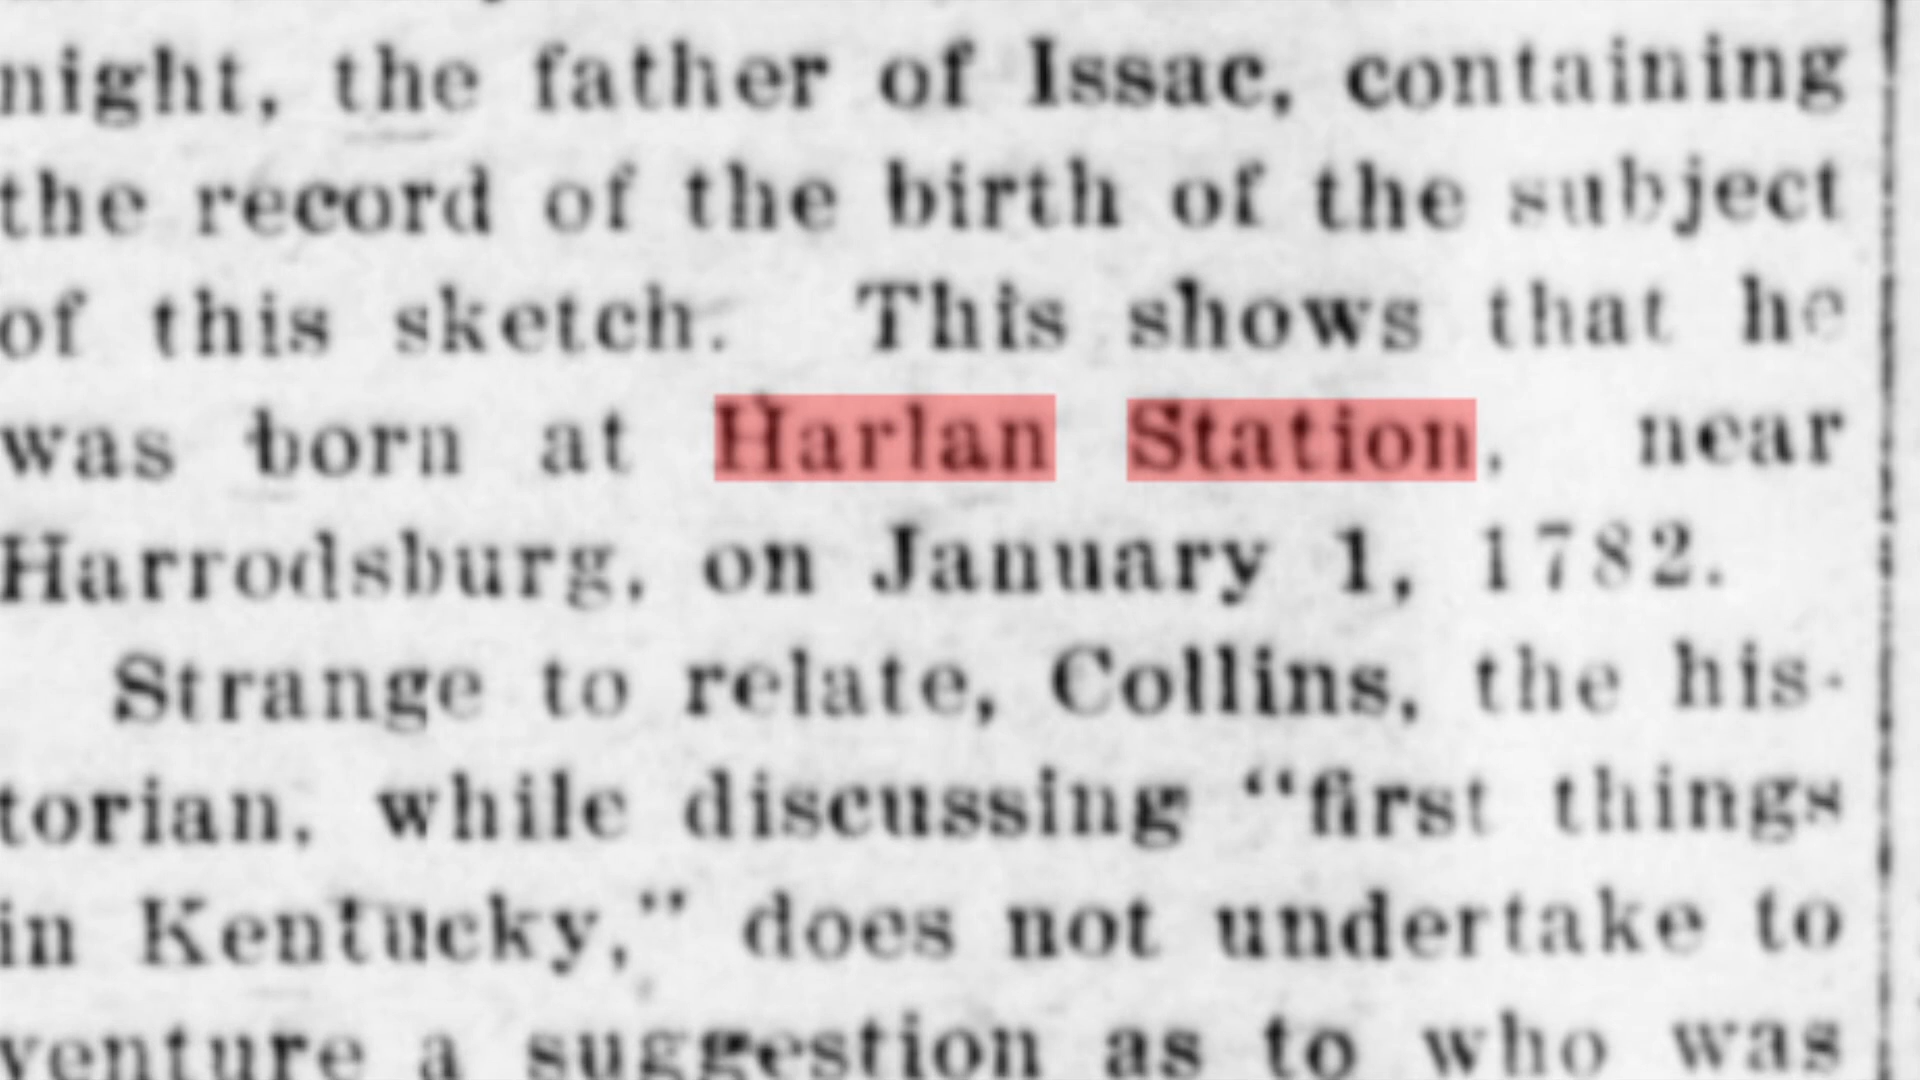 night, the father of Issac, containing
the record of the birth of the subject
of this sketch. This shows that he
was born at Harlan Station, near
Harrodsburg, on January 1, 1782.
Strange to relate, Collins, the his-
torian, while discussing “first things
in Kentucky,” does not undertake to
venture a suggestion as to who was